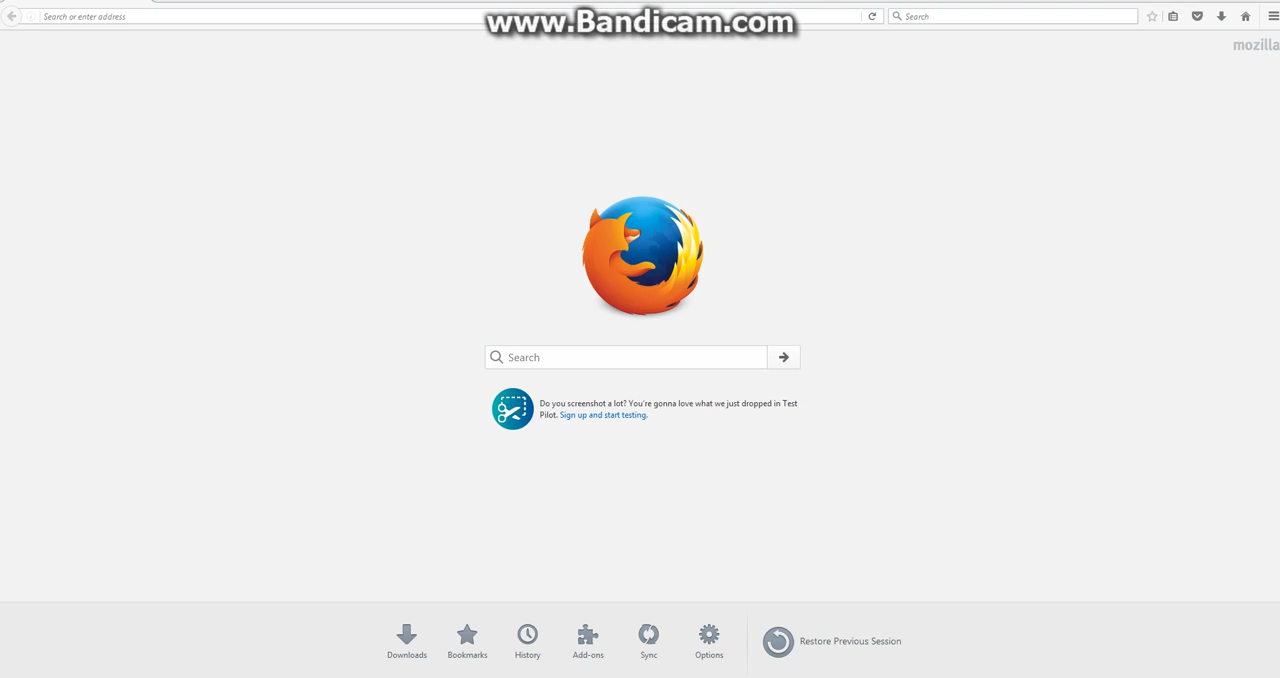 Search or enter address
www.Bandicam.com
Search
mozilla
Search
Do you screenshot a lot? You're gonna love what we just dropped in Test
Pilot. Sign up and start testing.
Downloads
Bookmarks
History
Add-ons
Sync
Options
Restore Previous Session